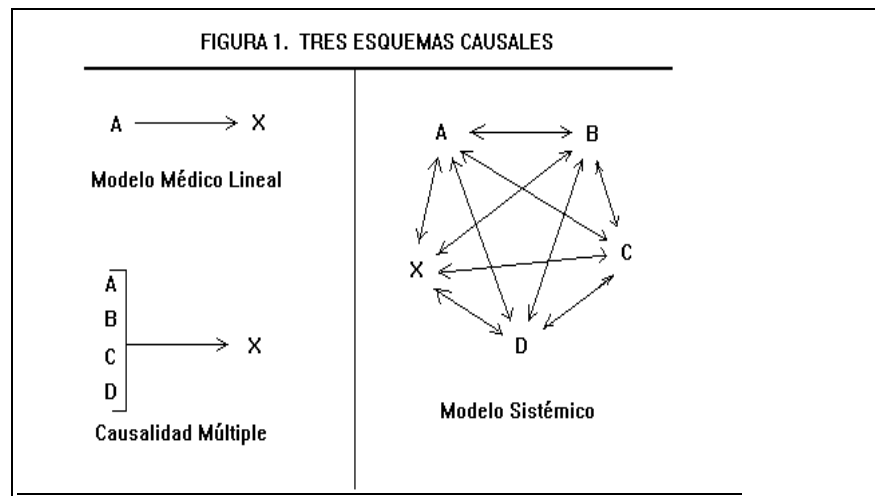 FIGURA 1. TRES ESQUEMAS CAUSALES
A X
Modelo Médico Lineal
A
B
C
D
X
Causalidad Múltiple
A B
X C
D
Modelo Sistémico